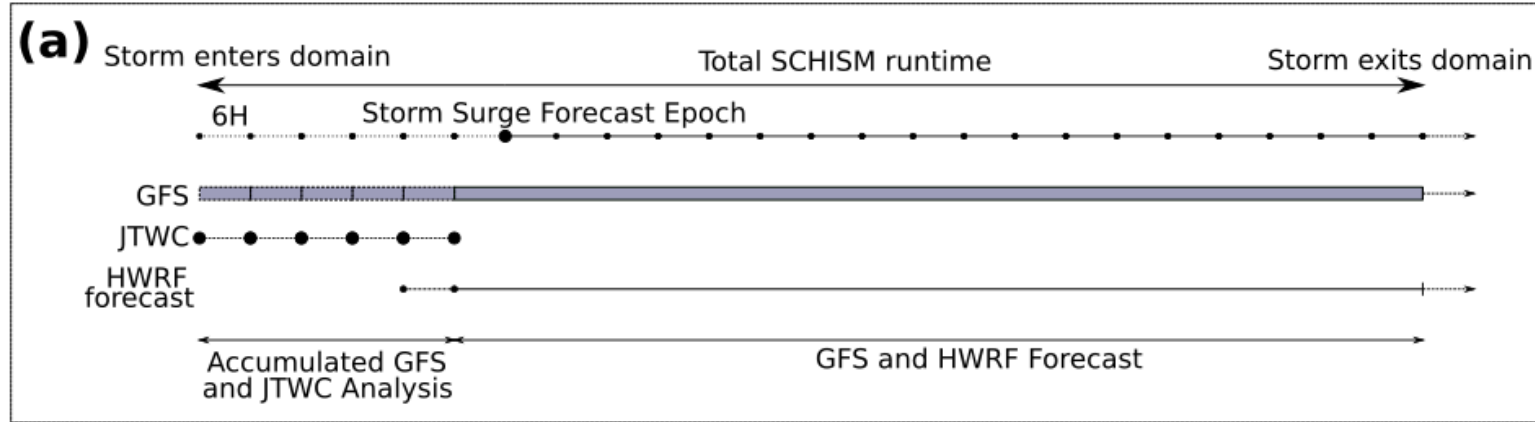 (a)
Storm enters domain
Total SCHISM runtime
Storm exits domain
6H
Storm Surge Forecast Epoch
GFS
JTWC
HWRF
forecast
Accumulated GFS
and JTWC Analysis
GFS and HWRF Forecast